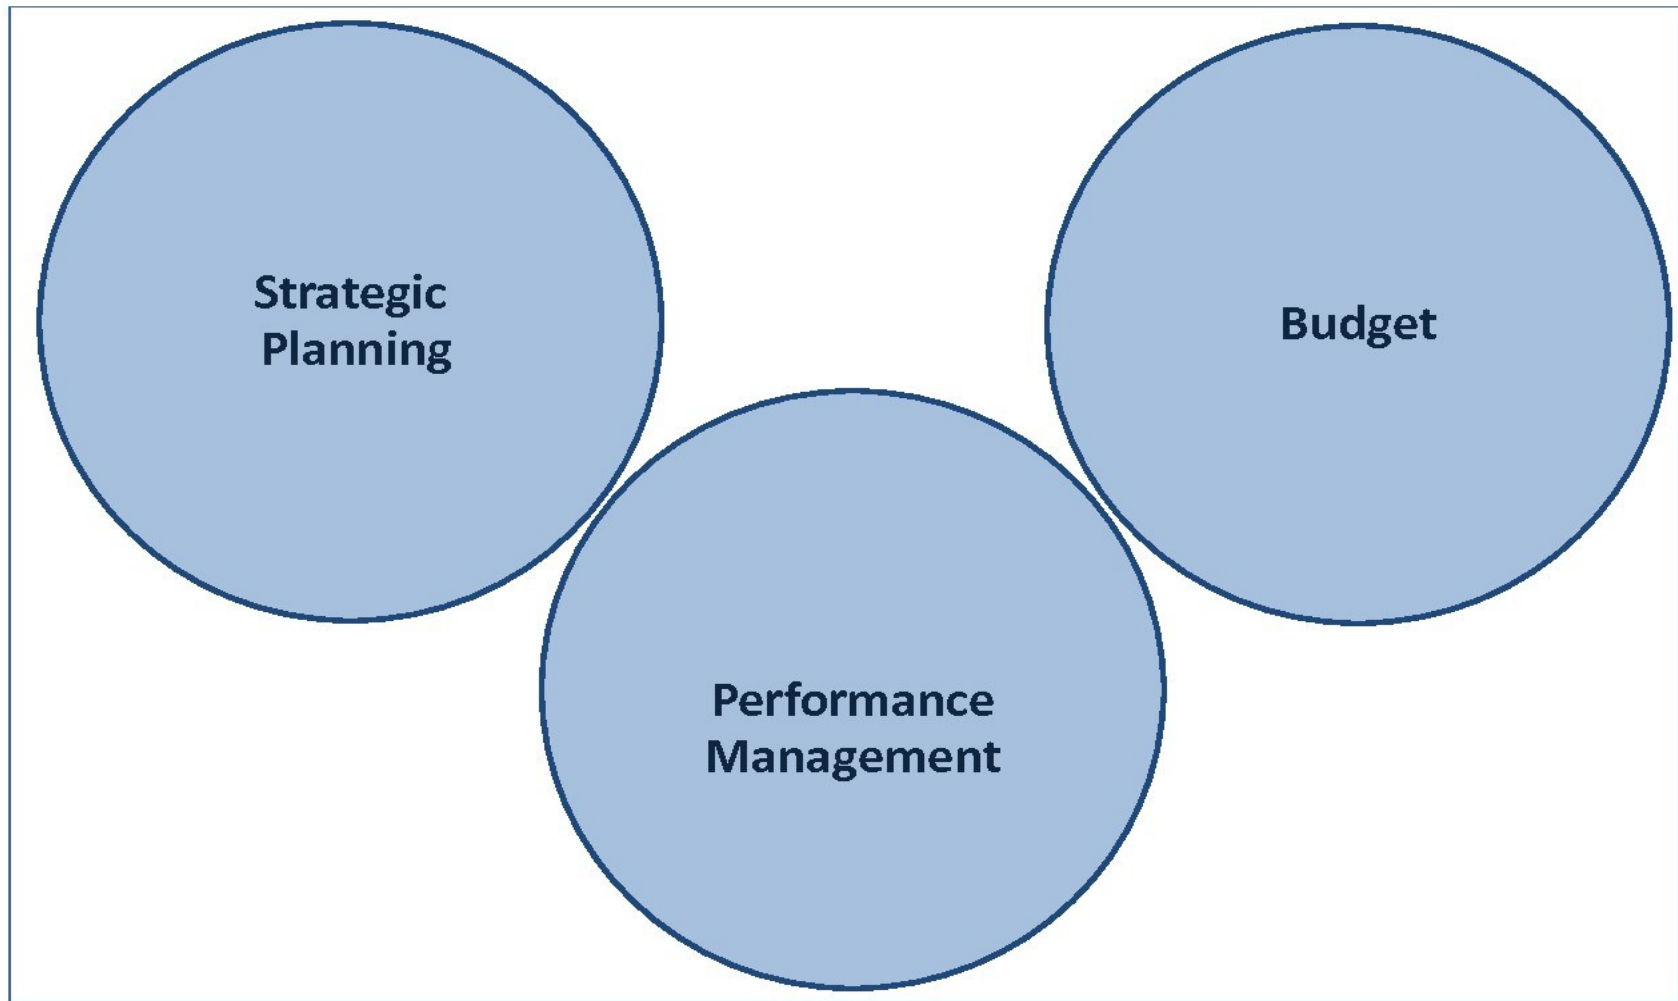 Strategic
Planning
Budget
Performance
Management